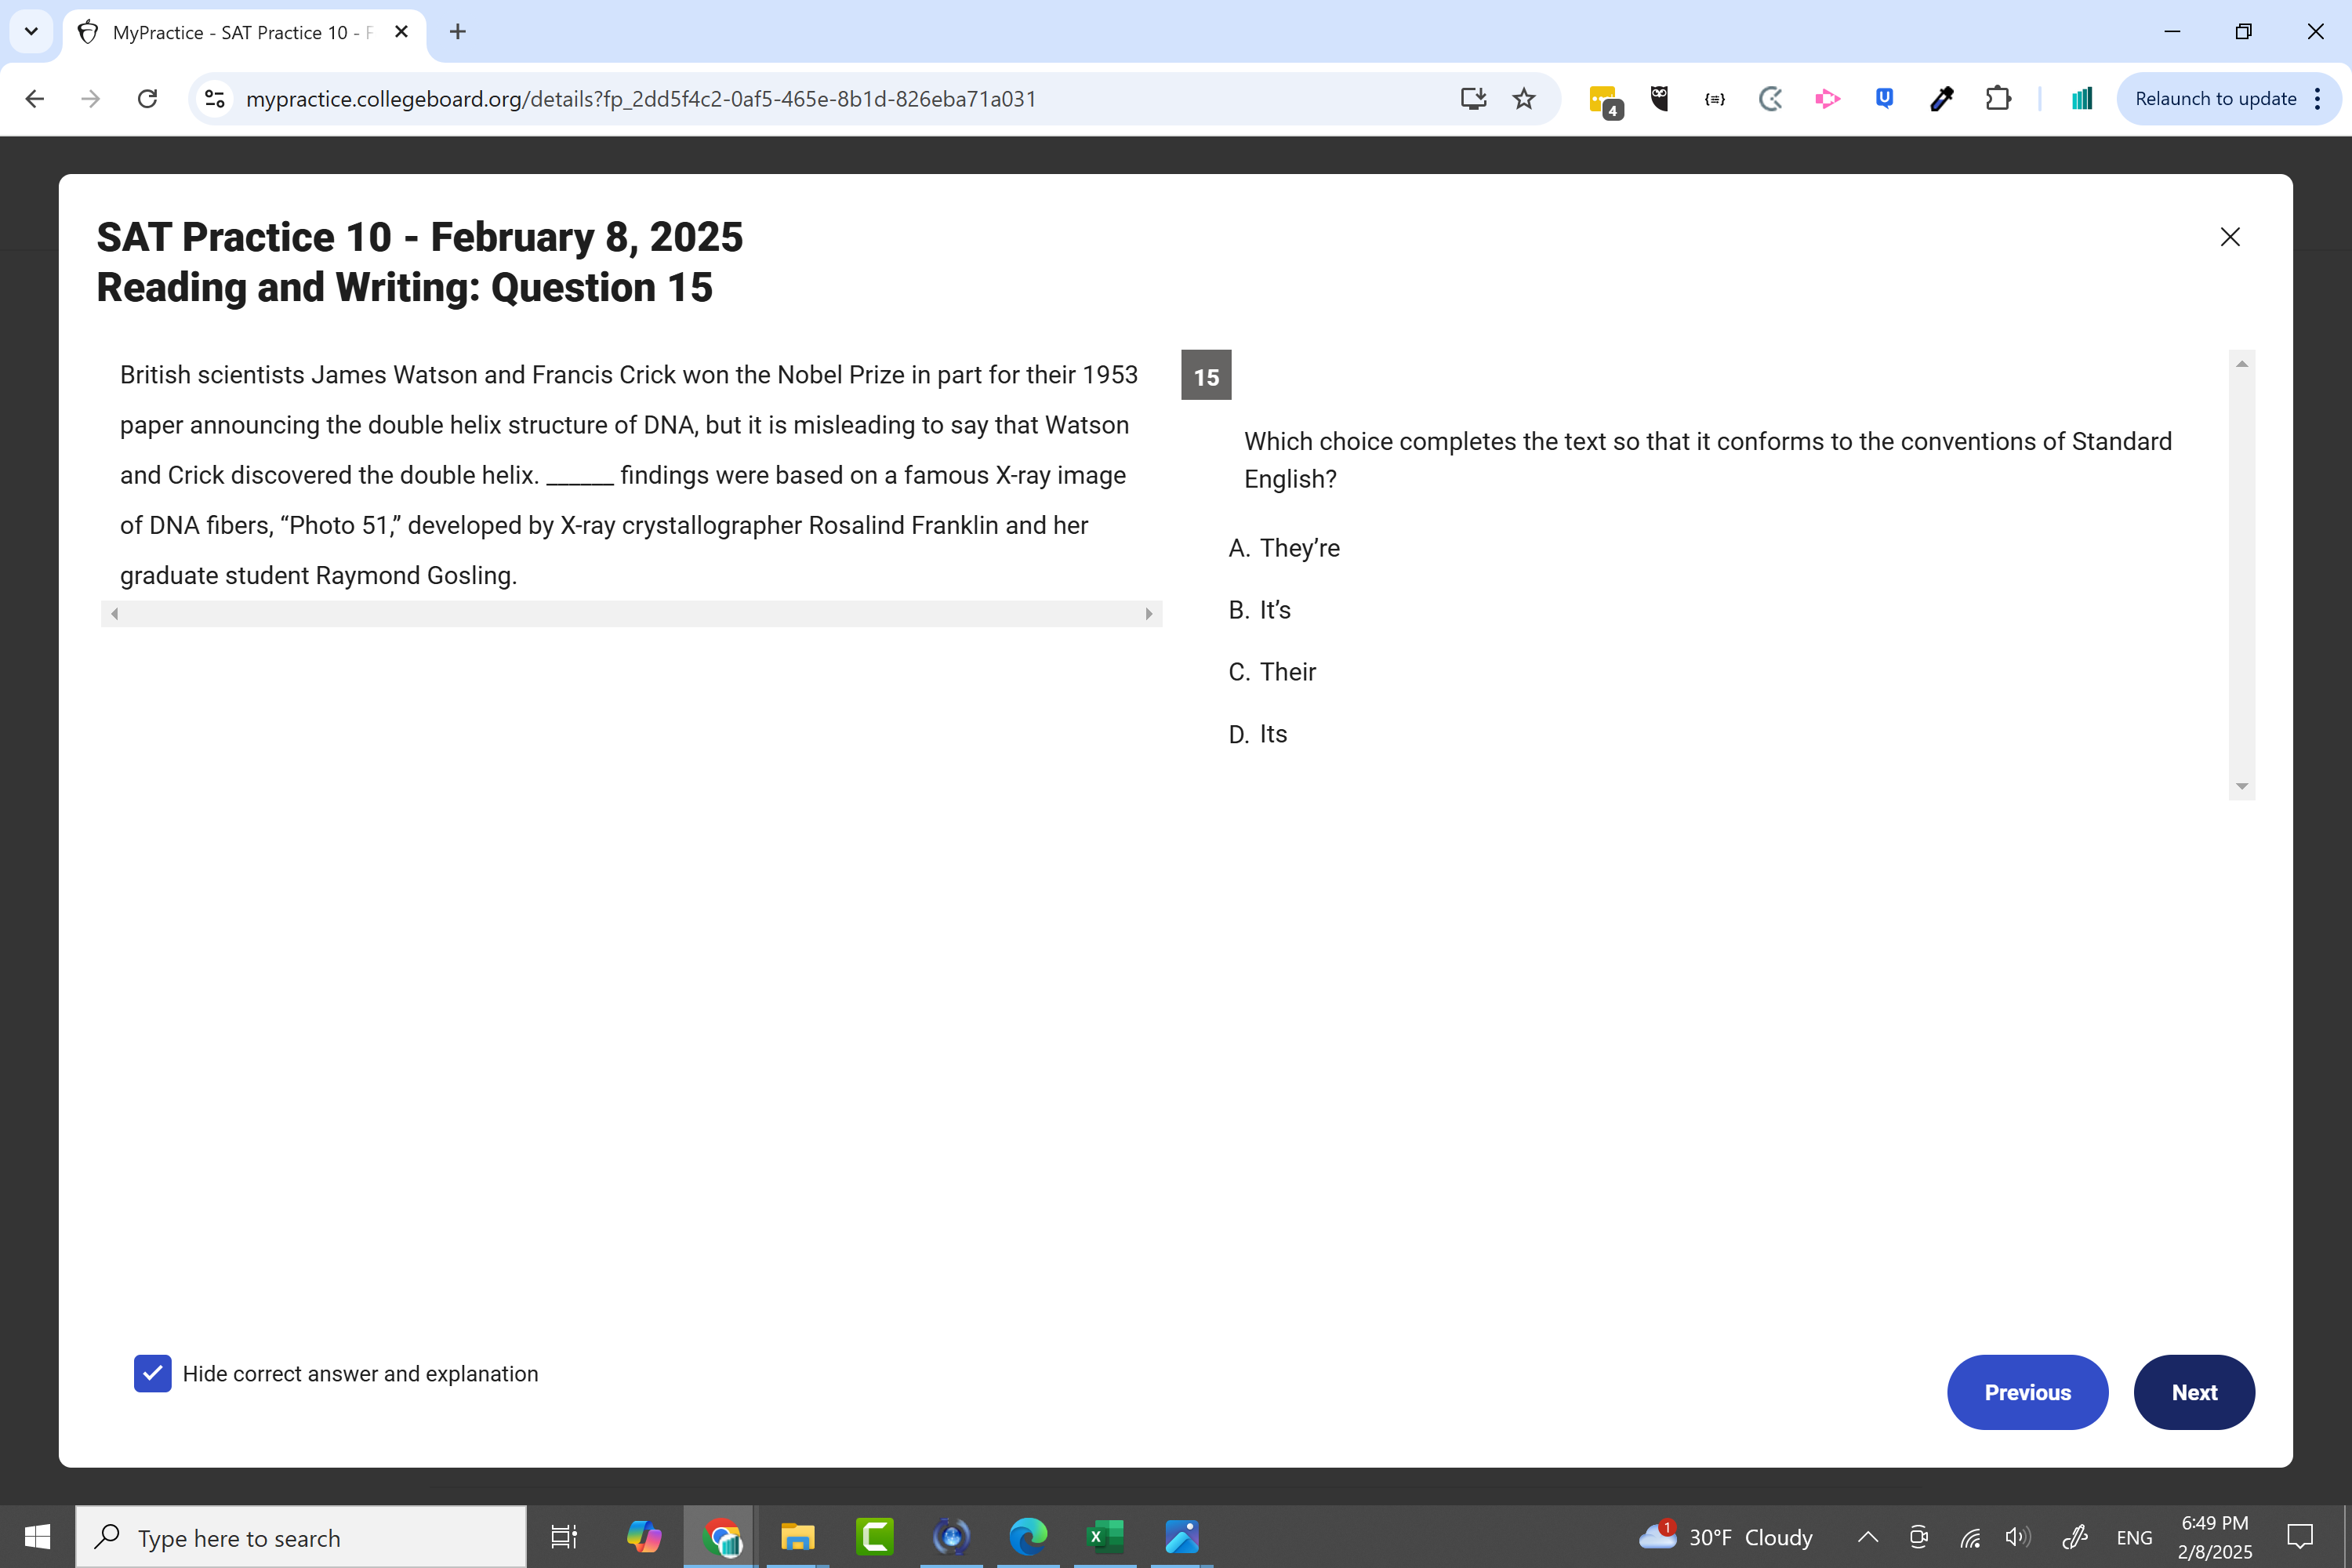 MyPractice - SAT Practice 10 - F
mypractice.collegeboard.org/details?fp_2dd5f4c2-0af5-465e-8b1d-826eba71a031
4
Relaunch to update
SAT Practice 10 - February 8, 2025
Reading and Writing: Question 15
British scientists James Watson and Francis Crick won the Nobel Prize in part for their 1953
paper announcing the double helix structure of DNA, but it is misleading to say that Watson
and Crick discovered the double helix. ______ findings were based on a famous X-ray image
of DNA fibers, “Photo 51,” developed by X-ray crystallographer Rosalind Franklin and her
graduate student Raymond Gosling.
15
Which choice completes the text so that it conforms to the conventions of Standard
English?
A. They’re
B. It’s
C. Their
D. Its
Hide correct answer and explanation
Previous
Next
Type here to search
1
30°F Cloudy
ENG
6:49 PM
2/8/2025